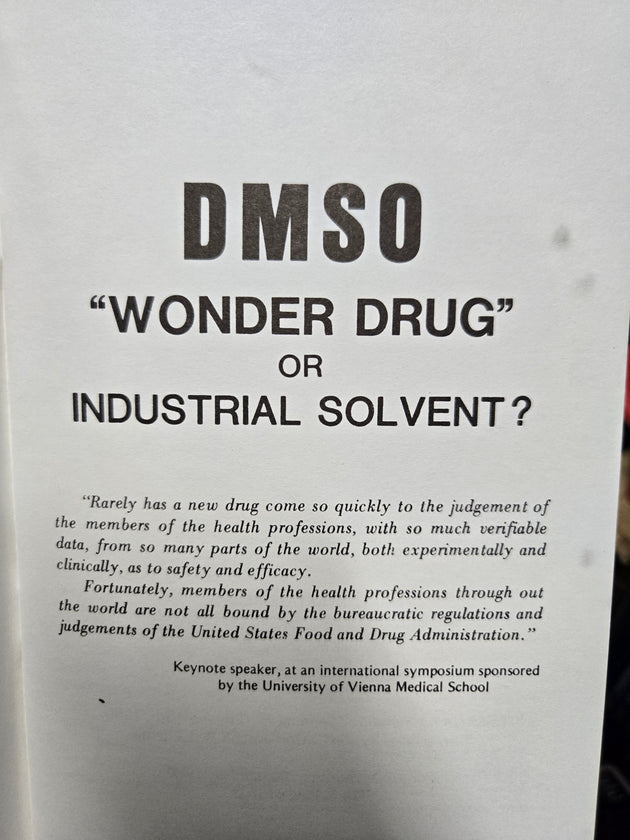 DMSO
“WONDER DRUG”
OR
INDUSTRIAL SOLVENT?
“Rarely has a new drug come so quickly to the judgement of
the members of the health professions, with so much verifiable
data, from so many parts of the world, both experimentally and
clinically, as to safety and efficacy.
Fortunately, members of the health professions through out
the world are not all bound by the bureaucratic regulations and
judgements of the United States Food and Drug Administration.”
Keynote speaker, at an international symposium sponsored
by the University of Vienna Medical School